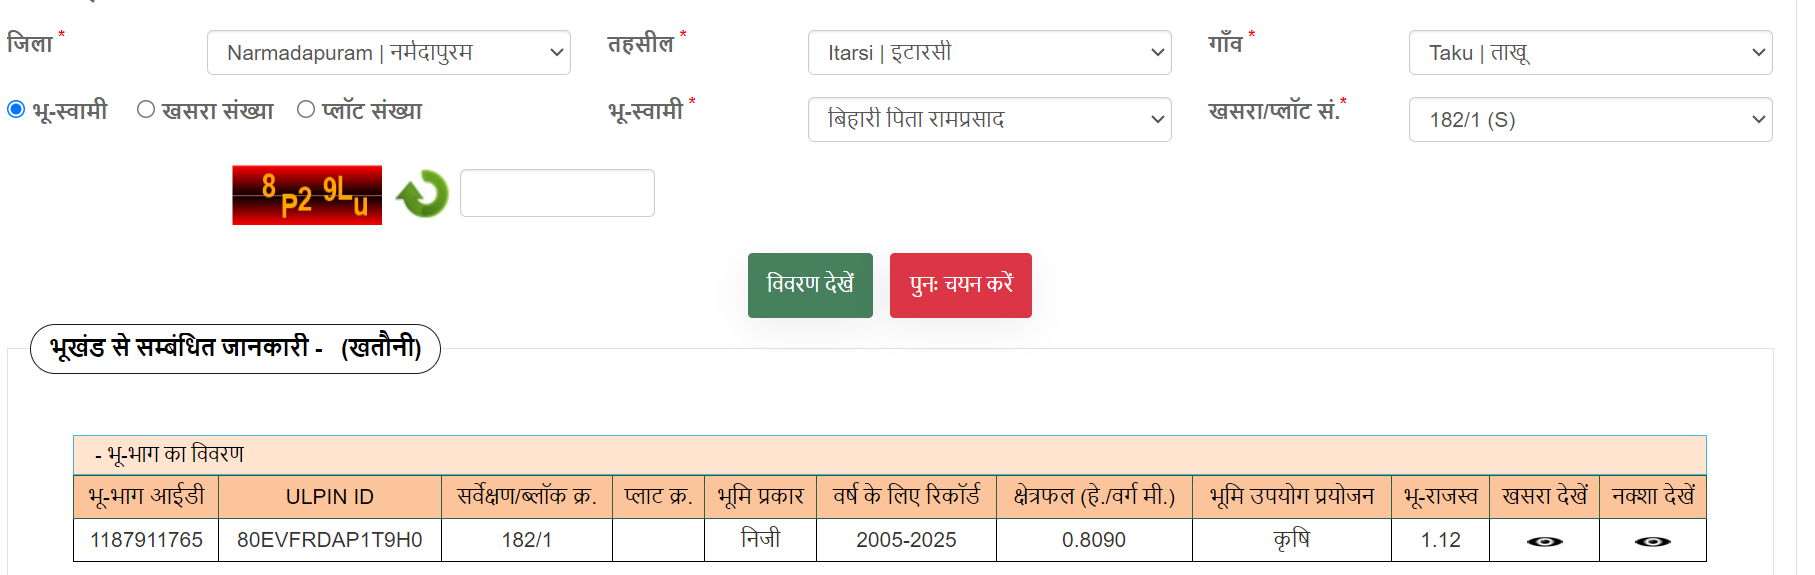 जिला * Narmadapuram | नर्मदापुरम तहसील * Itarsi | इटारसी गाँव * Taku | ताखू
भू-स्वामी खसरा संख्या प्लॉट संख्या भू-स्वामी * बिहारी पिता रामप्रसाद खसरा/प्लॉट सं.* 182/1 (S)
8P29Lu
विवरण देखें पुनः चयन करें
भूखंड से सम्बंधित जानकारी - (खतौनी)
- भू-भाग का विवरण
भू-भाग आईडी ULPIN ID सर्वेक्षण/ब्लॉक क्र. प्लाट क्र. भूमि प्रकार वर्ष के लिए रिकॉर्ड क्षेत्रफल (हे./वर्ग मी.) भूमि उपयोग प्रयोजन भू-राजस्व खसरा देखें नक्शा देखें
1187911765 80EVFRDAP1T9H0 182/1 निजी 2005-2025 0.8090 कृषि 1.12